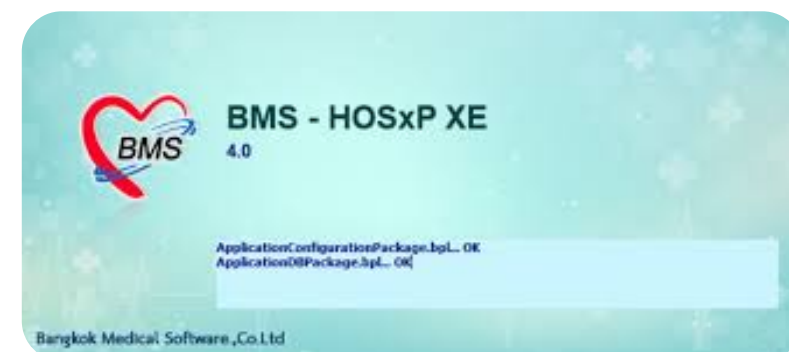 BMS
BMS - HOSxP XE
4.0
ApplicationConfigurationPackage.bpl... OK
ApplicationDBPackage.bpl... OK
Bangkok Medical Software.,Co.Ltd